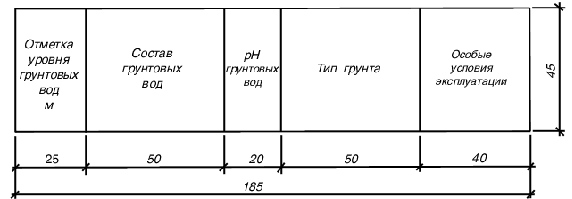 Отметка
уровня
грунтовых
вод
м
Состав
грунтовых
вод
рН
грунтовых
вод
Тип грунта
Особые
условия
эксплуатации
45
25
50
20
50
40
185